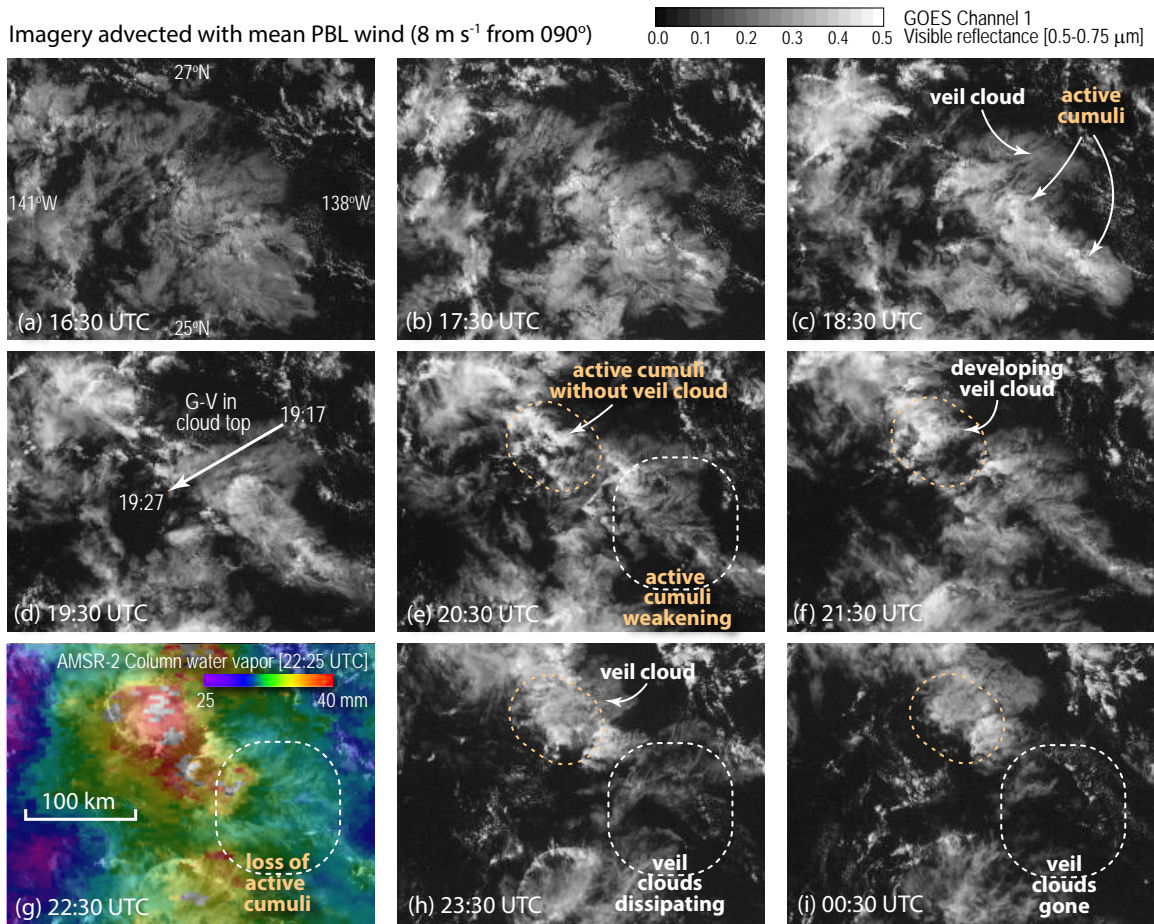 Imagery advected with mean PBL wind (8 m s⁻¹ from 090º)
0.0 0.1 0.2 0.3 0.4 0.5
GOES Channel 1
Visible reflectance [0.5-0.75 µm]
27ºN
141ºW
138ºW
25ºN
(a) 16:30 UTC
(b) 17:30 UTC
veil cloud
active
cumuli
(c) 18:30 UTC
G-V in
cloud top
19:17
19:27
(d) 19:30 UTC
active cumuli
without veil cloud
active
cumuli
weakening
(e) 20:30 UTC
developing
veil cloud
(f) 21:30 UTC
AMSR-2 Column water vapor [22:25 UTC]
25 40 mm
100 km
loss of
active
cumuli
(g) 22:30 UTC
veil cloud
veil
clouds
dissipating
(h) 23:30 UTC
veil
clouds
gone
(i) 00:30 UTC